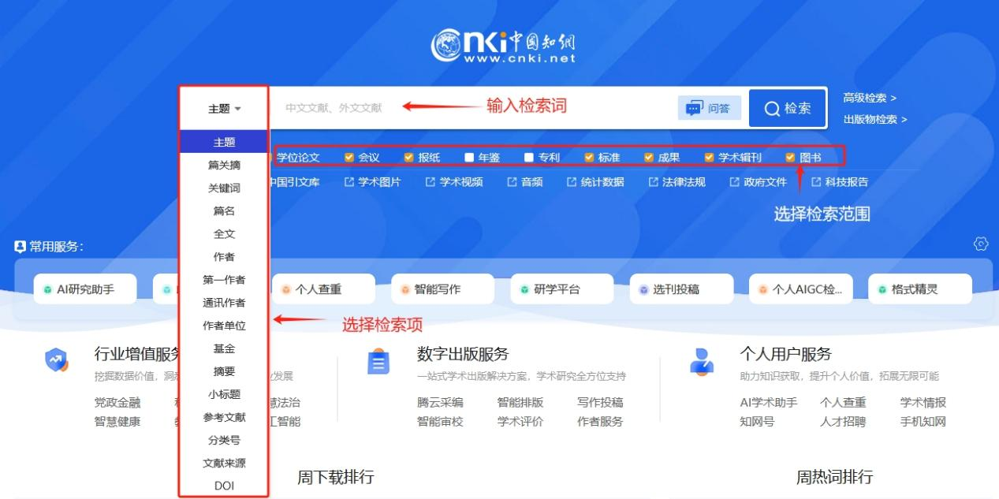 cnki中国知网
www.cnki.net
主题 中文文献、外文文献 输入检索词 问答 检索
高级检索 >
出版物检索 >
主题
学位论文 会议 报纸 年鉴 专利 标准 成果 学术辑刊 图书
篇关摘
中国引文库 学术图片 学术视频 音频 统计数据 法律法规 政府文件 科技报告
关键词
篇名
选择检索范围
全文
常用服务:
作者
第一作者
AI研究助手 个人查重 智能写作 研学平台 选刊投稿 个人AIGC检... 格式精灵
通讯作者
作者单位
选择检索项
基金
行业增值服务 数字出版服务 个人用户服务
摘要
挖掘数据价值，洞 业发展 一站式学术出版解决方案，学术研究全方位支持 助力知识获取，提升个人价值，拓展无限可能
小标题
党政金融 慧法治 腾云采编 智能排版 写作投稿 AI学术助手 个人查重 学术情报
参考文献
智慧健康 工智能 智能审校 学术评价 作者服务 知网号 人才招聘 手机知网
分类号
文献来源
周下载排行 周热词排行
DOI